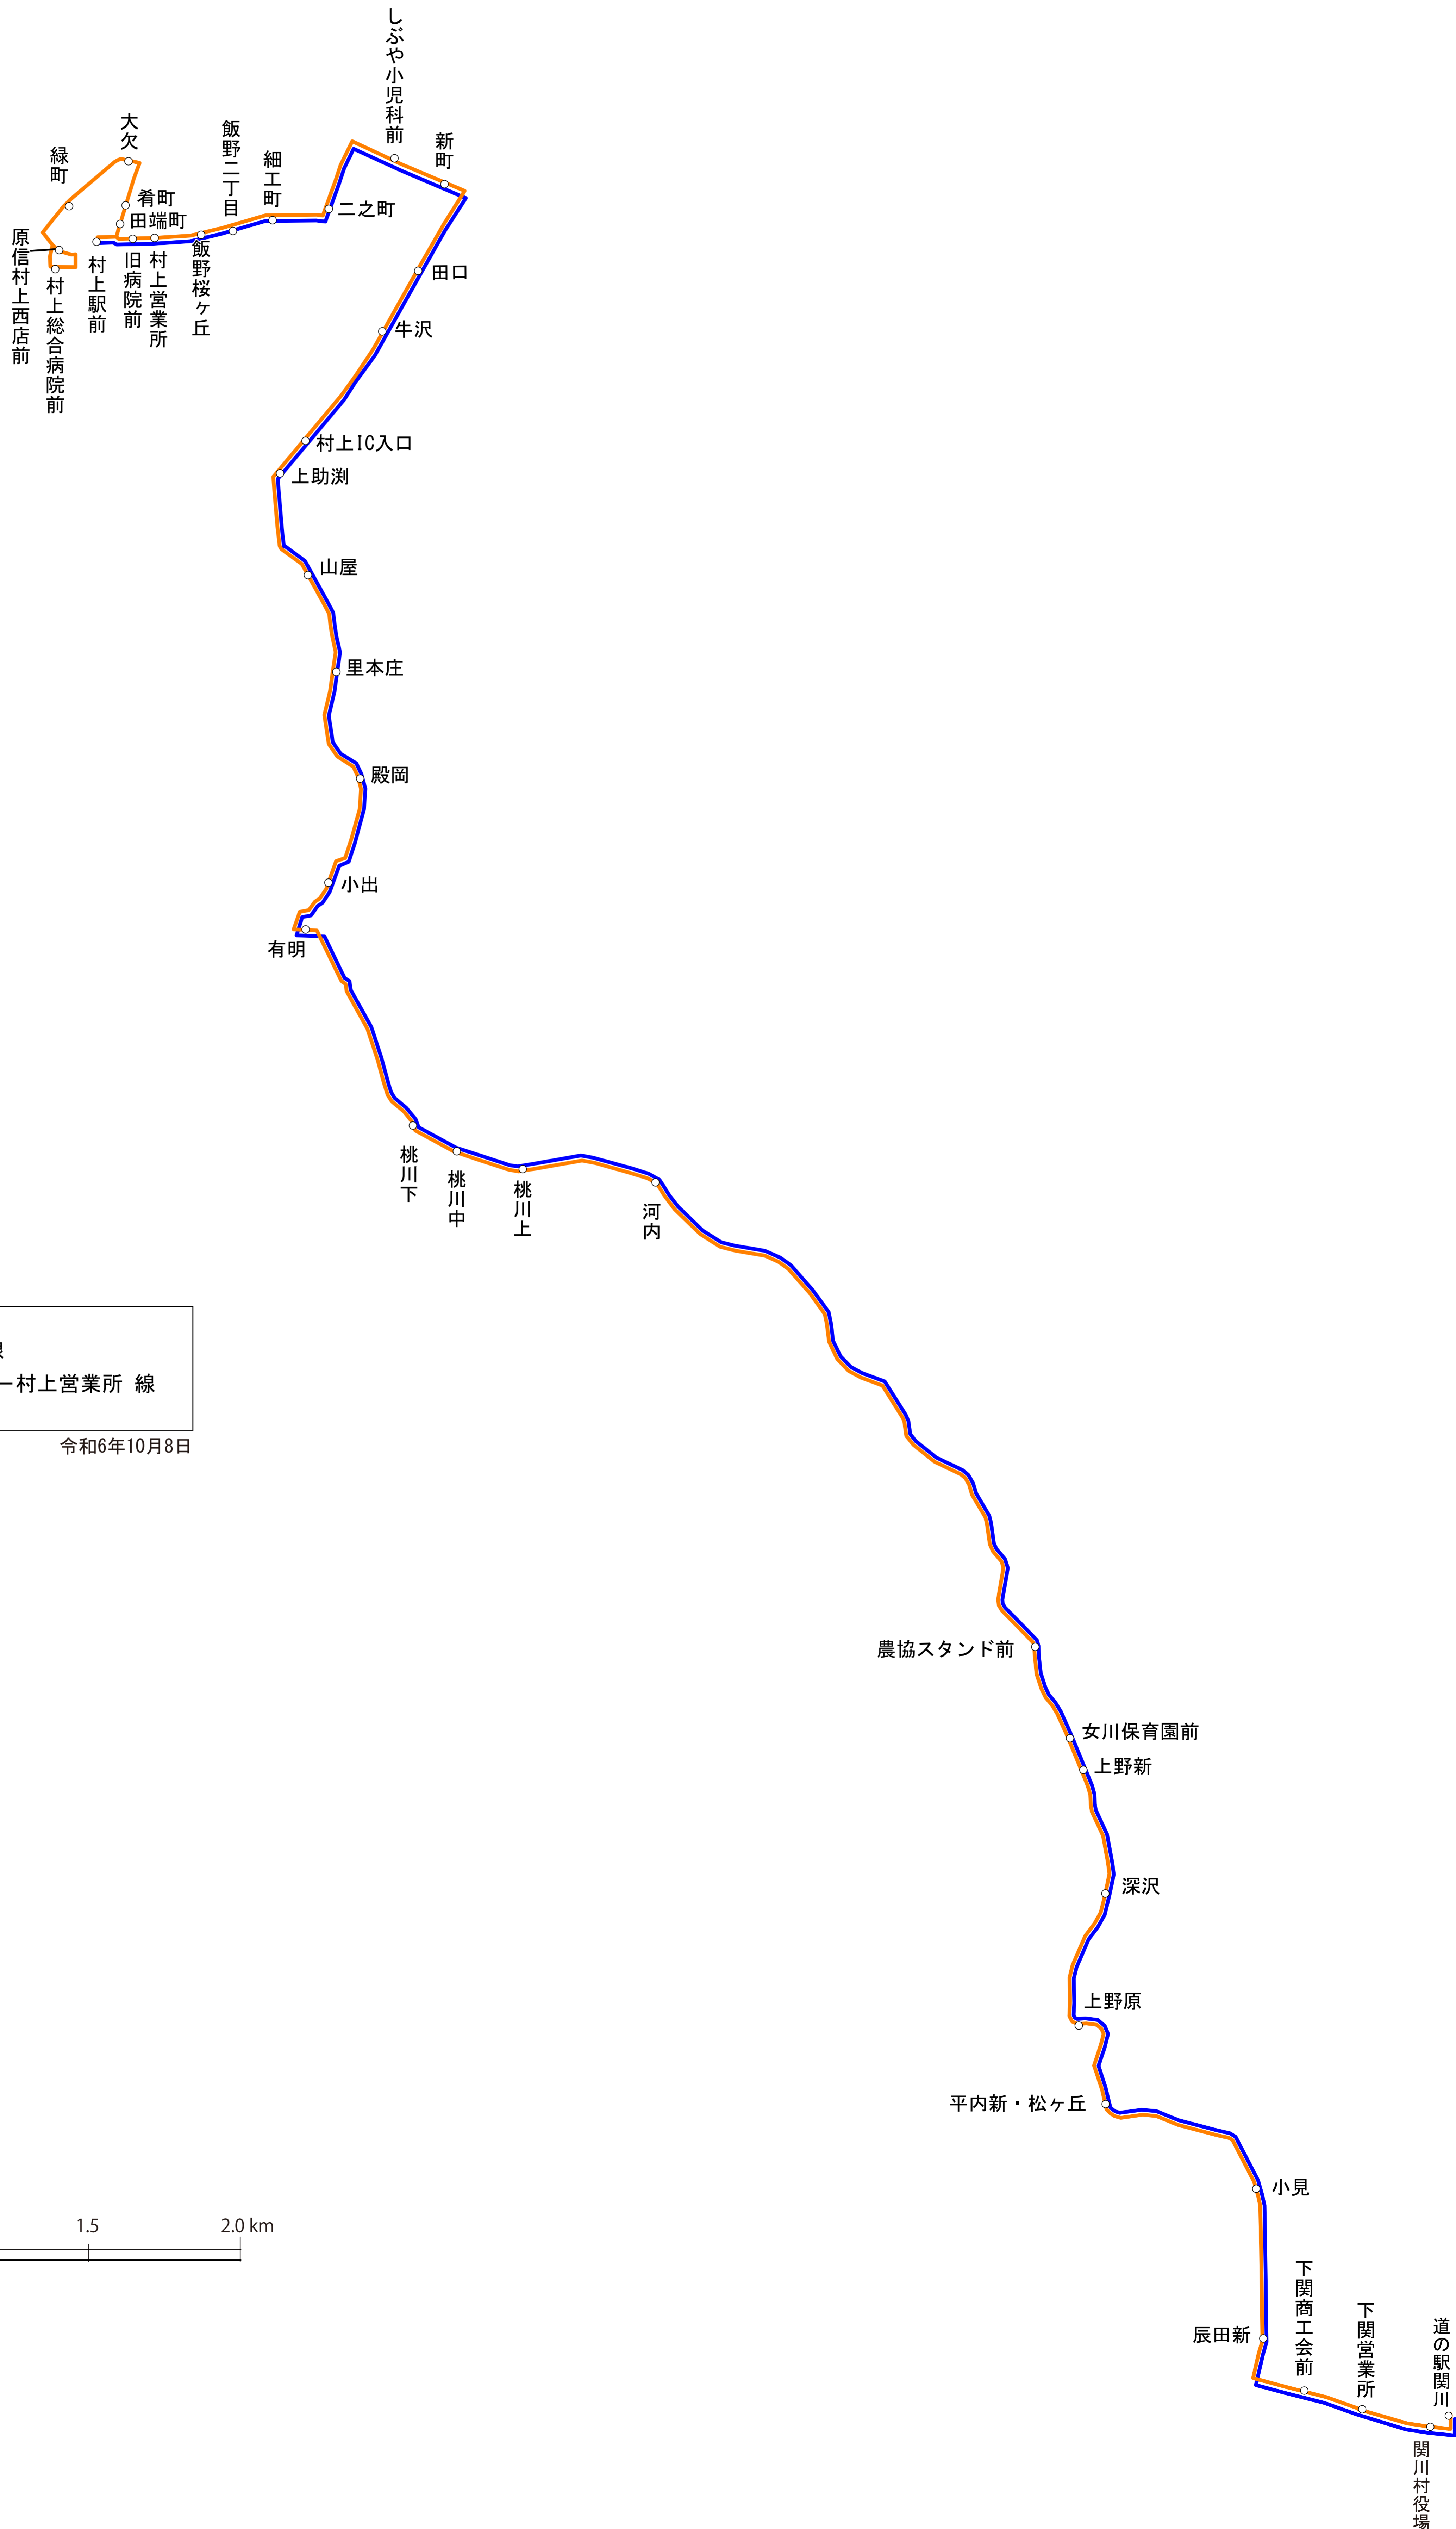 しぶや小児科前
新町
大欠
緑町
飯野二丁目
細工町
肴町
田端町
二之町
原信村上西店前
村上総合病院前
村上駅前
旧病院前
村上営業所
飯野桜ヶ丘
田口
牛沢
村上IC入口
上助渕
山屋
里本庄
殿岡
小出
有明
桃川下
桃川中
桃川上
河内
線
ー村上営業所 線
令和6年10月8日
農協スタンド前
女川保育園前
上野新
深沢
上野原
平内新・松ヶ丘
小見
1.5
2.0 km
下関商工会前
下関営業所
道の駅関川
辰田新
関川村役場